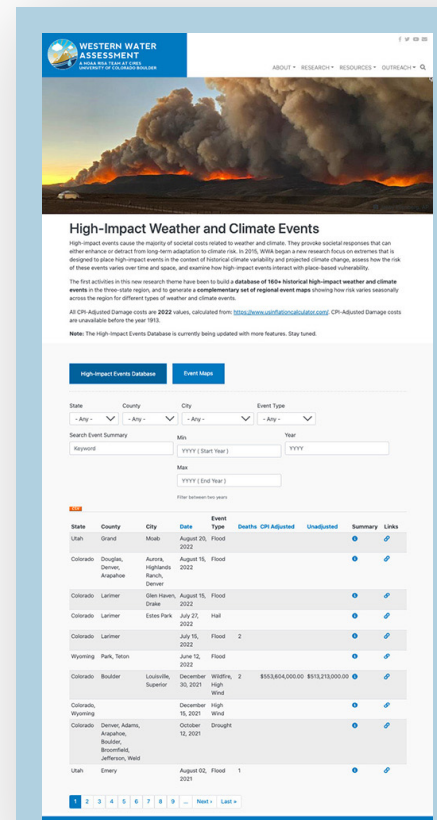 WESTERN WATER
ASSESSMENT
A NOAA RISA TEAM AT CIRES
UNIVERSITY OF COLORADO BOULDER
ABOUT RESEARCH RESOURCES OUTREACH
High-Impact Weather and Climate Events
High-impact events cause the majority of societal costs related to weather and climate. They provoke societal responses that can
either enhance or detract from long-term adaptation to climate risk. In 2015, WWA began a new research focus on extremes that is
designed to place high-impact events in the context of historical climate variability and projected climate change, assess how the risk
of these events varies over time and space, and examine how high-impact events interact with place-based vulnerability.
The first activities in this new research theme have been to build a database of 160+ historical high-impact weather and climate
events in the three-state region, and to generate a complementary set of regional event maps showing how risk varies seasonally
across the region for different types of weather and climate events.
All CPI-Adjusted Damage costs are 2022 values, calculated from: https://www.usinflationcalculator.com/. CPI-Adjusted Damage costs
are unavailable before the year 1913.
Note: The High-Impact Events Database is currently being updated with more features. Stay tuned.
High-Impact Events Database Event Maps
State County City Event Type
- Any - - Any - - Any - - Any -
Search Event Summary Min Year
Keyword YYYY ( Start Year ) YYYY
Max
YYYY ( End Year )
Filter between two years
CSV
State County City Date Event Type Deaths CPI Adjusted Unadjusted Summary Links
Utah Grand Moab August 20, 2022 Flood
Colorado Douglas, Denver, Arapahoe Aurora, Highlands Ranch, Denver August 15, 2022 Flood
Colorado Larimer Glen Haven, Drake August 15, 2022 Flood
Colorado Larimer Estes Park July 27, 2022 Hail
Colorado Larimer July 15, 2022 Flood 2
Wyoming Park, Teton June 12, 2022 Flood
Colorado Boulder Louisville, Superior December 30, 2021 Wildfire, High Wind 2 $553,604,000.00 $513,213,000.00
Colorado, Wyoming December 15, 2021 High Wind
Colorado Denver, Adams, Arapahoe, Boulder, Broomfield, Jefferson, Weld October 12, 2021 Drought
Utah Emery August 02, 2021 Flood 1
1 2 3 4 5 6 7 8 9 ... Next › Last »